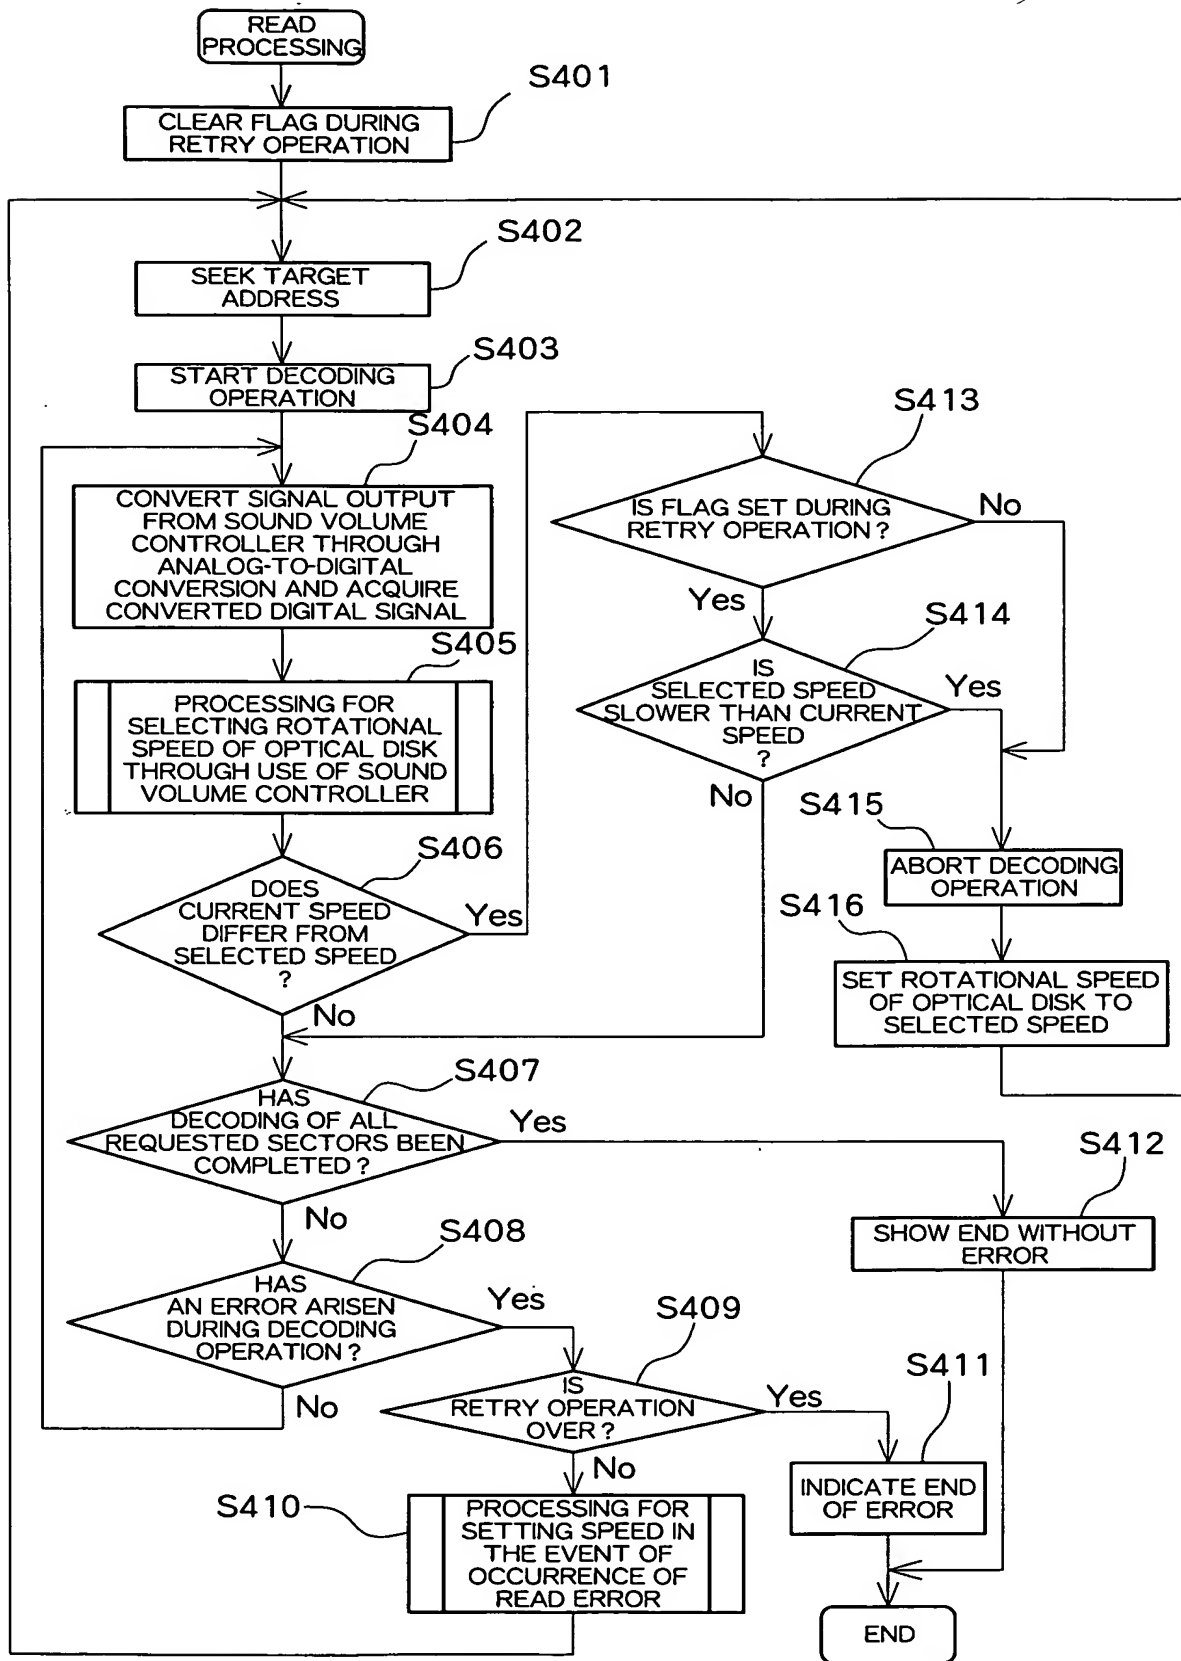 READ
PROCESSING
S401
CLEAR FLAG DURING
RETRY OPERATION
S402
SEEK TARGET
ADDRESS
S403
START DECODING
OPERATION
S404
CONVERT SIGNAL OUTPUT
FROM SOUND VOLUME
CONTROLLER THROUGH
ANALOG-TO-DIGITAL
CONVERSION AND ACQUIRE
CONVERTED DIGITAL SIGNAL
S405
PROCESSING FOR
SELECTING ROTATIONAL
SPEED OF OPTICAL DISK
THROUGH USE OF SOUND
VOLUME CONTROLLER
S406
DOES
CURRENT SPEED
DIFFER FROM
SELECTED SPEED
?
Yes
No
S413
IS FLAG SET DURING
RETRY OPERATION ?
No
Yes
S414
IS
SELECTED SPEED
SLOWER THAN CURRENT
SPEED
?
Yes
No
S415
ABORT DECODING
OPERATION
S416
SET ROTATIONAL SPEED
OF OPTICAL DISK TO
SELECTED SPEED
S407
HAS
DECODING OF ALL
REQUESTED SECTORS BEEN
COMPLETED ?
Yes
No
S412
SHOW END WITHOUT
ERROR
S408
HAS
AN ERROR ARISEN
DURING DECODING
OPERATION ?
Yes
No
S409
IS
RETRY OPERATION
OVER ?
Yes
No
S411
INDICATE END
OF ERROR
S410
PROCESSING FOR
SETTING SPEED IN
THE EVENT OF
OCCURRENCE OF
READ ERROR
END